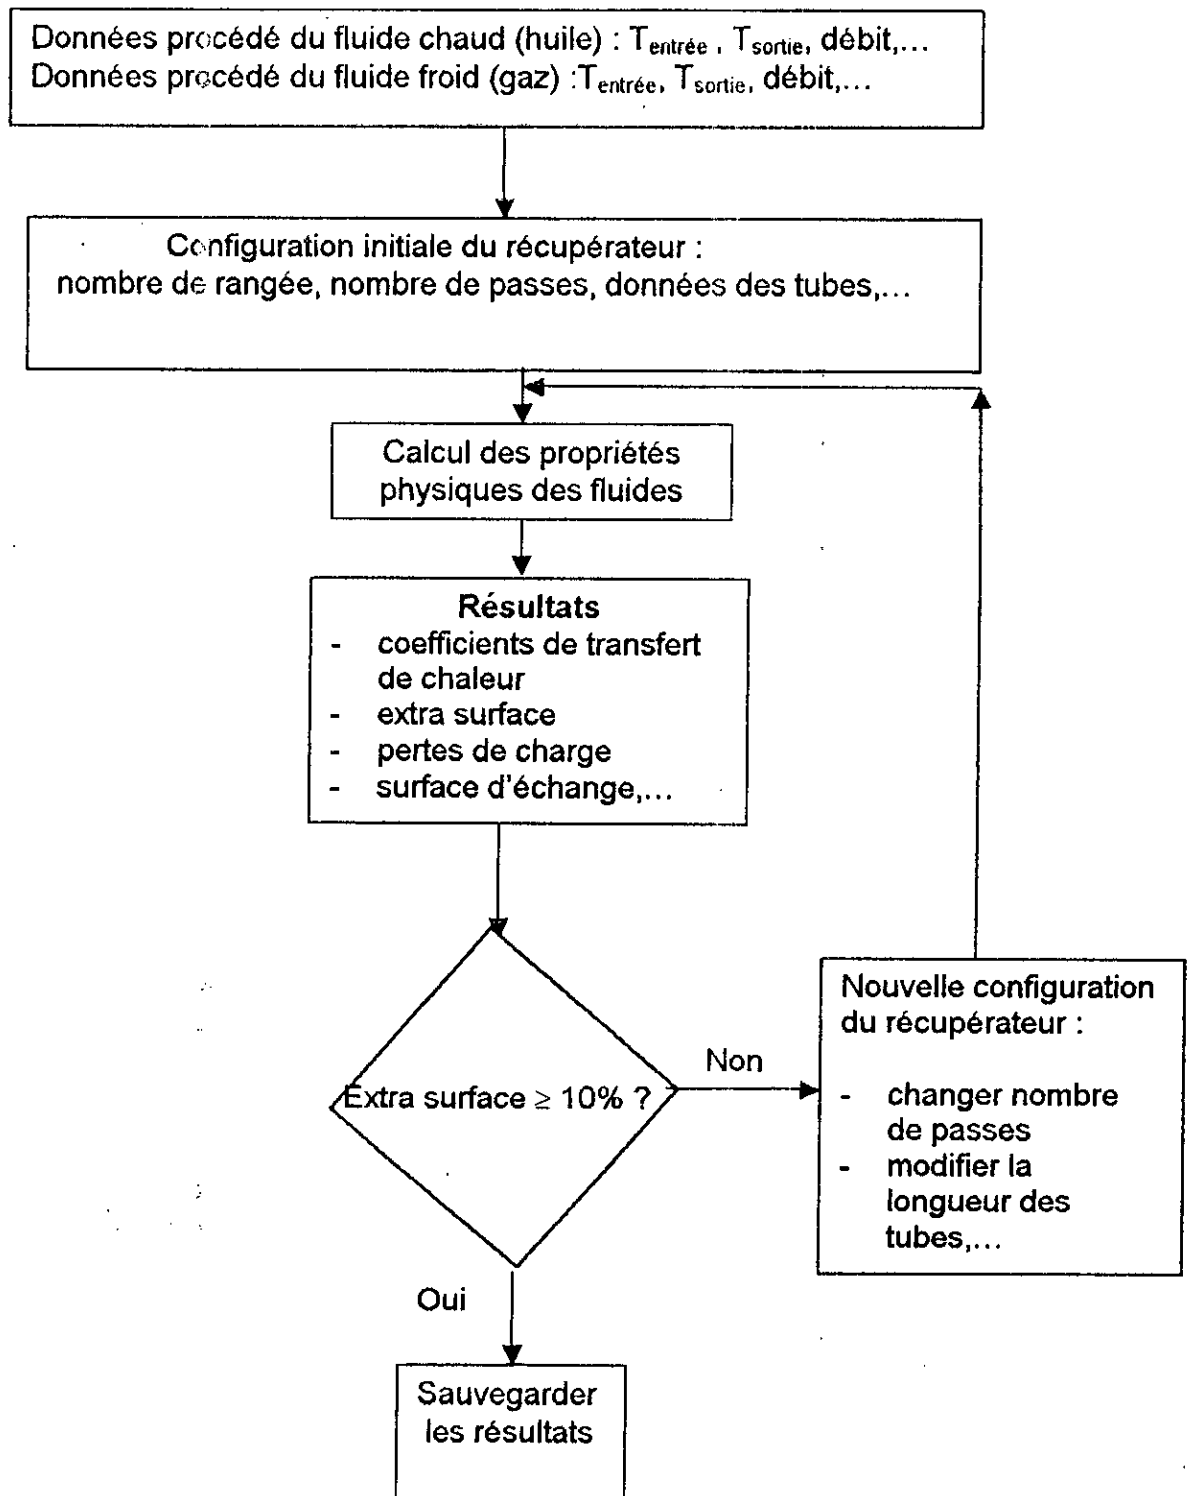 Données procédé du fluide chaud (huile) : Tentrée , Tsortie, débit,...
Données procédé du fluide froid (gaz) :Tentrée, Tsortie, débit,...
Configuration initiale du récupérateur :
nombre de rangée, nombre de passes, données des tubes,...
Calcul des propriétés
physiques des fluides
Résultats
- coefficients de transfert
de chaleur
- extra surface
- pertes de charge
- surface d'échange,...
Nouvelle configuration
du récupérateur :
Non
Extra surface ≥ 10% ?
- changer nombre
de passes
- modifier la
longueur des
tubes,...
Oui
Sauvegarder
les résultats